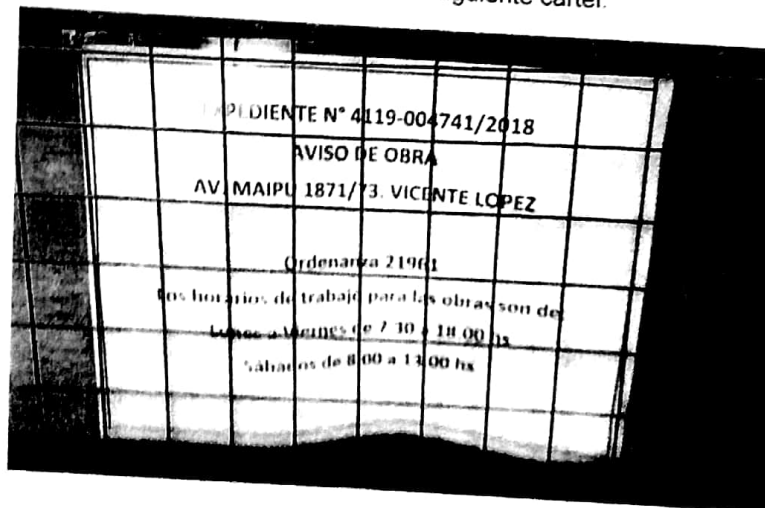 siguiente cartel:
EXPEDIENTE N° 4119-004741/2018
AVISO DE OBRA
AV. MAIPU 1871/73. VICENTE LOPEZ
Ordenanza 21961
Los horarios de trabajo para las obras son de
Lunes a Viernes de 7 30 a 18 00 hs
Sábados de 8 00 a 13 00 hs